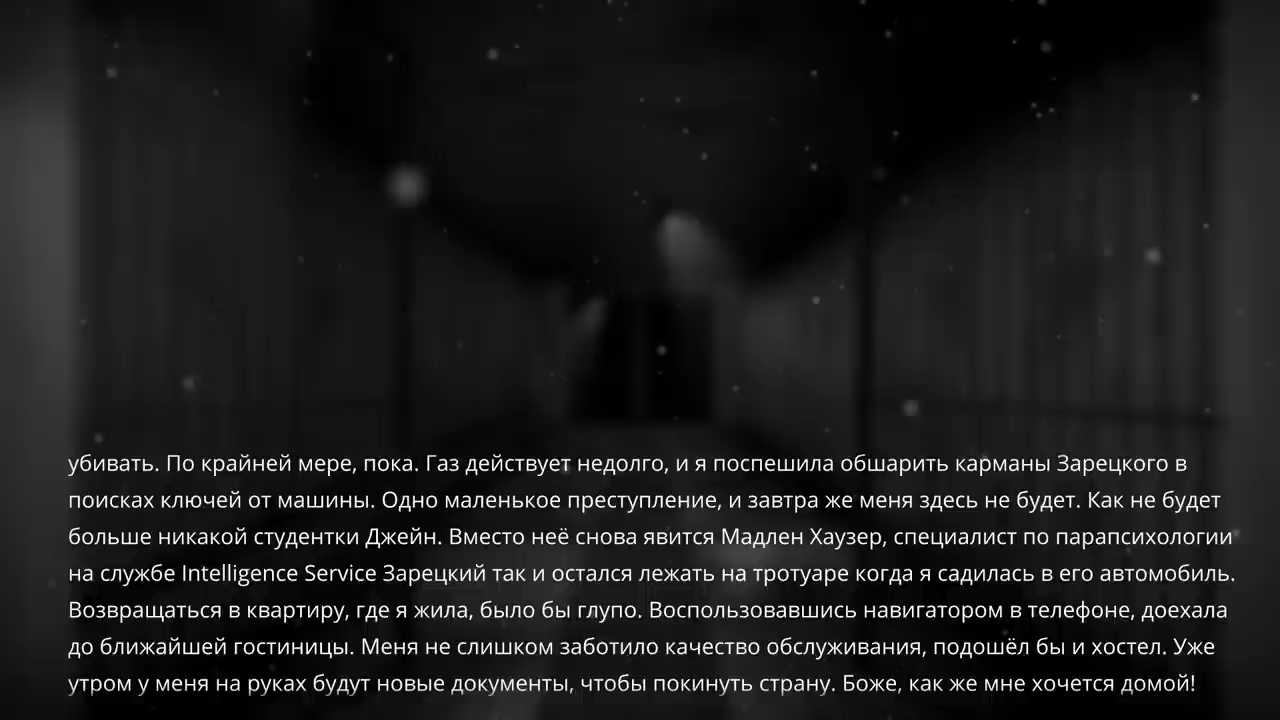 убивать. По крайней мере, пока. Газ действует недолго, и я поспешила обшарить карманы Зарецкого в
поисках ключей от машины. Одно маленькое преступление, и завтра же меня здесь не будет. Как не будет
больше никакой студентки Джейн. Вместо неё снова явится Мадлен Хаузер, специалист по парапсихологии
на службе Intelligence Service Зарецкий так и остался лежать на тротуаре когда я садилась в его автомобиль.
Возвращаться в квартиру, где я жила, было бы глупо. Воспользовавшись навигатором в телефоне, доехала
до ближайшей гостиницы. Меня не слишком заботило качество обслуживания, подошёл бы и хостел. Уже
утром у меня на руках будут новые документы, чтобы покинуть страну. Боже, как же мне хочется домой!